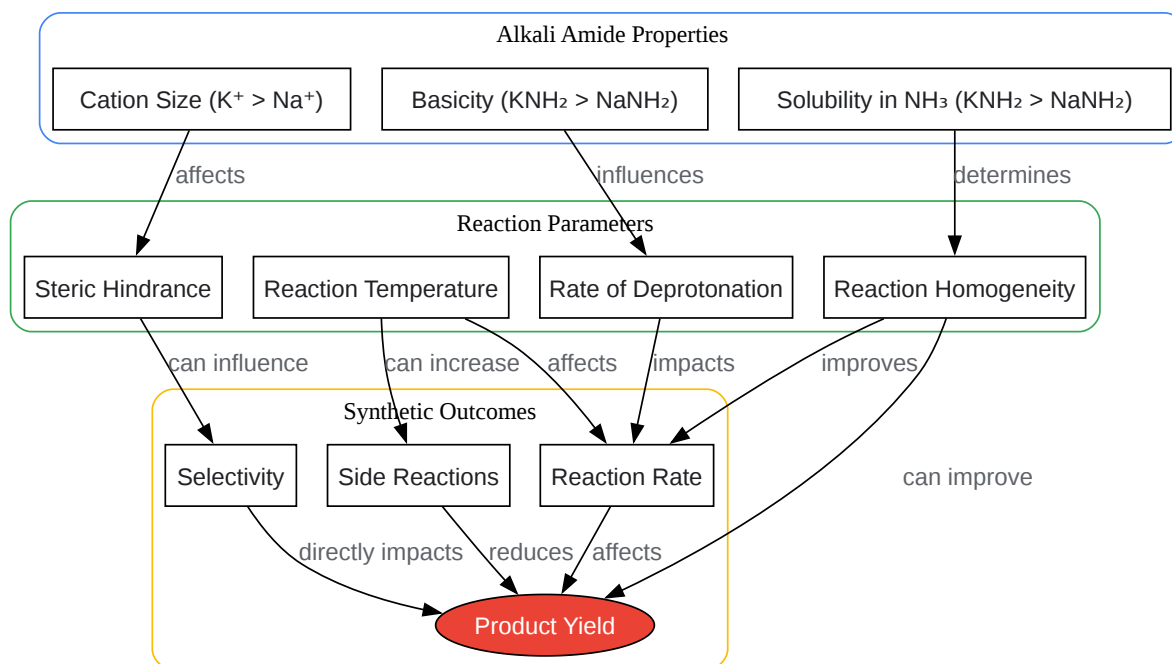 Alkali Amide Properties
Cation Size (K⁺ > Na⁺)
Basicity (KNH₂ > NaNH₂)
Solubility in NH₃ (KNH₂ > NaNH₂)
affects
influences
determines
Reaction Parameters
Steric Hindrance
Reaction Temperature
Rate of Deprotonation
Reaction Homogeneity
can influence
can increase
affects
impacts
improves
Synthetic Outcomes
Selectivity
Side Reactions
Reaction Rate
can improve
directly impacts
reduces
affects
Product Yield